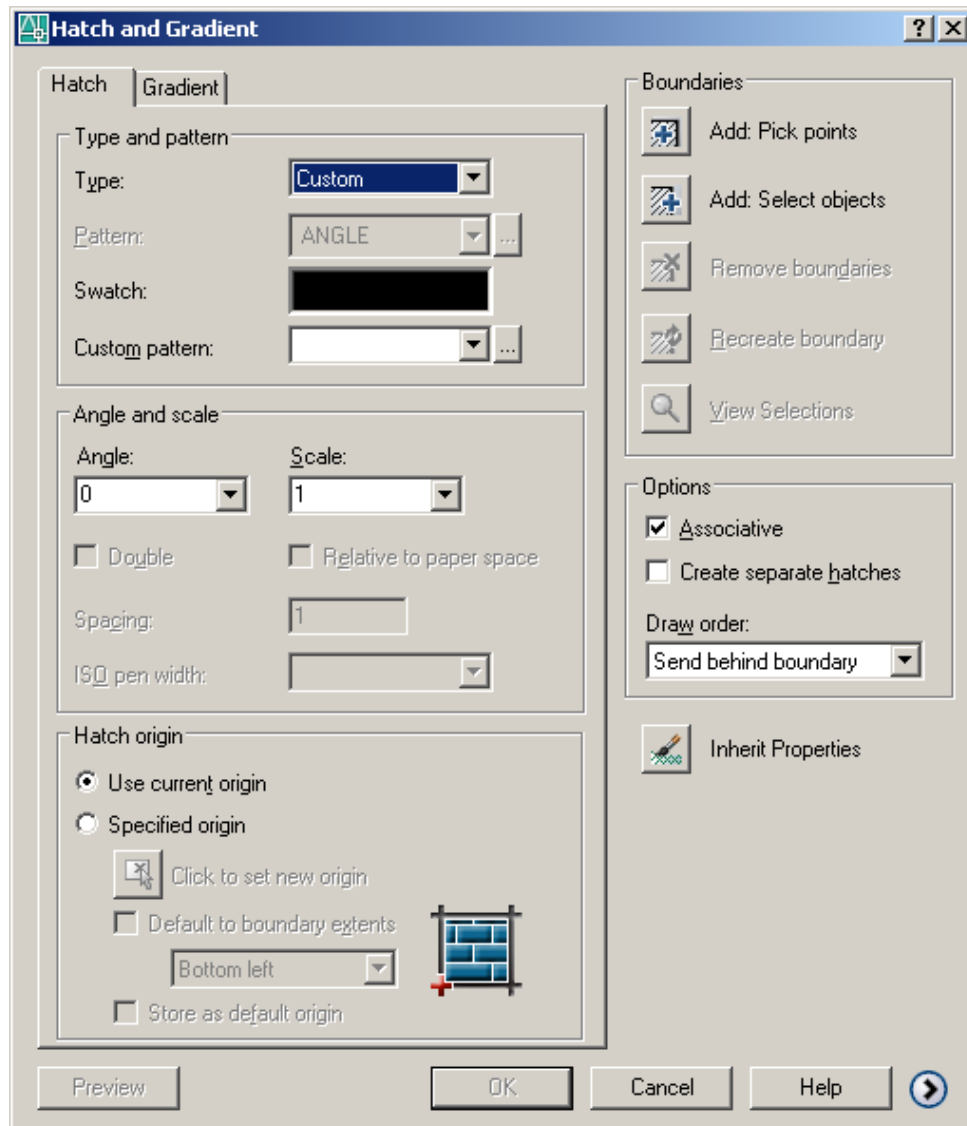 Hatch and Gradient
Hatch Gradient
Type and pattern
Type: Custom
Pattern: ANGLE ...
Swatch:
Custom pattern: ...
Angle and scale
Angle: Scale:
0 1
Double Relative to paper space
Spacing: 1
ISO pen width:
Hatch origin
Use current origin
Specified origin
Click to set new origin
Default to boundary extents
Bottom left
Store as default origin
Boundaries
Add: Pick points
Add: Select objects
Remove boundaries
Recreate boundary
View Selections
Options
Associative
Create separate hatches
Draw order:
Send behind boundary
Inherit Properties
Preview OK Cancel Help